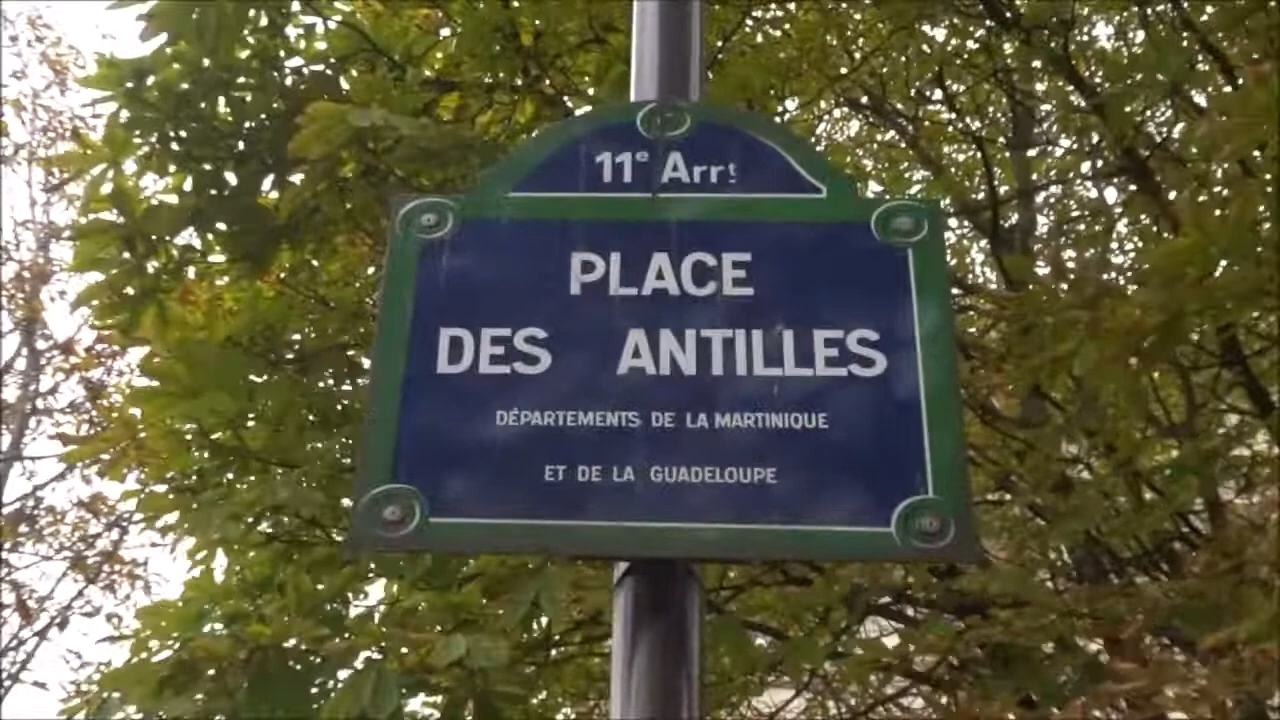 11e Arrt
PLACE
DES ANTILLES
DÉPARTEMENTS DE LA MARTINIQUE
ET DE LA GUADELOUPE